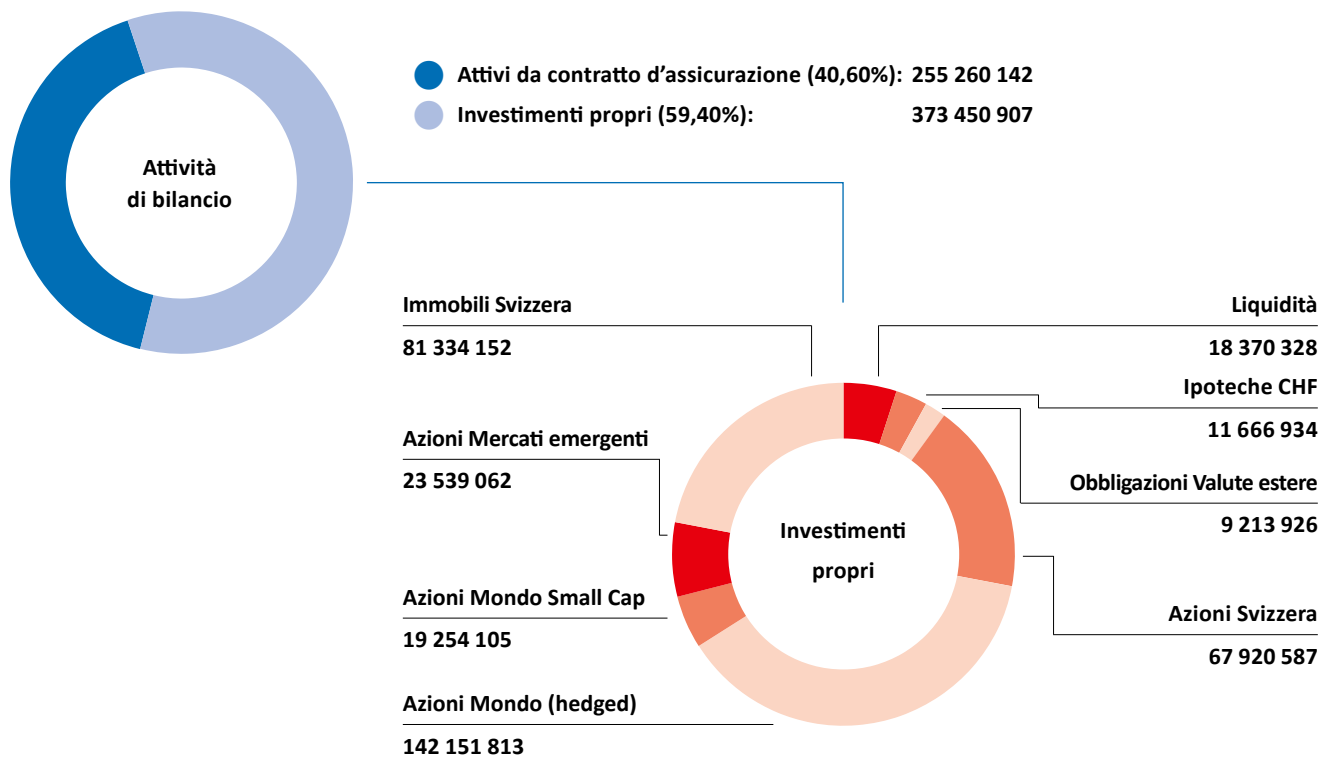 Attività
di bilancio
Attivi da contratto d'assicurazione (40,60%): 255 260 142
Investimenti propri (59,40%): 373 450 907
Immobili Svizzera
81 334 152
Azioni Mercati emergenti
23 539 062
Azioni Mondo Small Cap
19 254 105
Azioni Mondo (hedged)
142 151 813
Investimenti
propri
Liquidità
18 370 328
Ipoteche CHF
11 666 934
Obbligazioni Valute estere
9 213 926
Azioni Svizzera
67 920 587